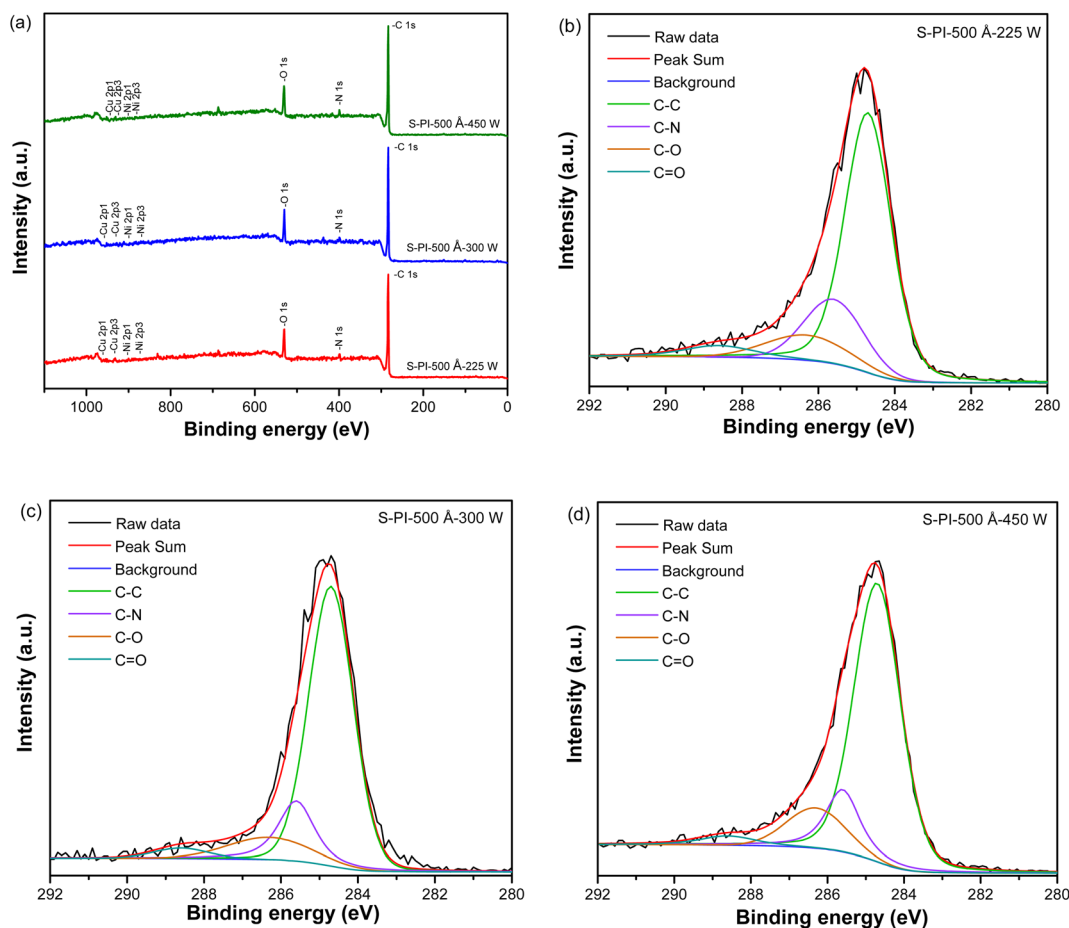 (a)
-C 1s
-O 1s
-N 1s
-Cu 2p1
-Cu 2p3
-Ni 2p1
-Ni 2p3
S-PI-500 Å-450 W
-C 1s
-O 1s
-N 1s
-Cu 2p1
-Cu 2p3
-Ni 2p1
-Ni 2p3
S-PI-500 Å-300 W
-C 1s
-O 1s
-N 1s
-Cu 2p1
-Cu 2p3
-Ni 2p1
-Ni 2p3
S-PI-500 Å-225 W
Intensity (a.u.)
1000 800 600 400 200 0
Binding energy (eV)
(b)
S-PI-500 Å-225 W
Raw data
Peak Sum
Background
C-C
C-N
C-O
C=O
Intensity (a.u.)
292 290 288 286 284 282 280
Binding energy (eV)
(c)
S-PI-500 Å-300 W
Raw data
Peak Sum
Background
C-C
C-N
C-O
C=O
Intensity (a.u.)
292 290 288 286 284 282 280
Binding energy (eV)
(d)
S-PI-500 Å-450 W
Raw data
Peak Sum
Background
C-C
C-N
C-O
C=O
Intensity (a.u.)
292 290 288 286 284 282 280
Binding energy (eV)